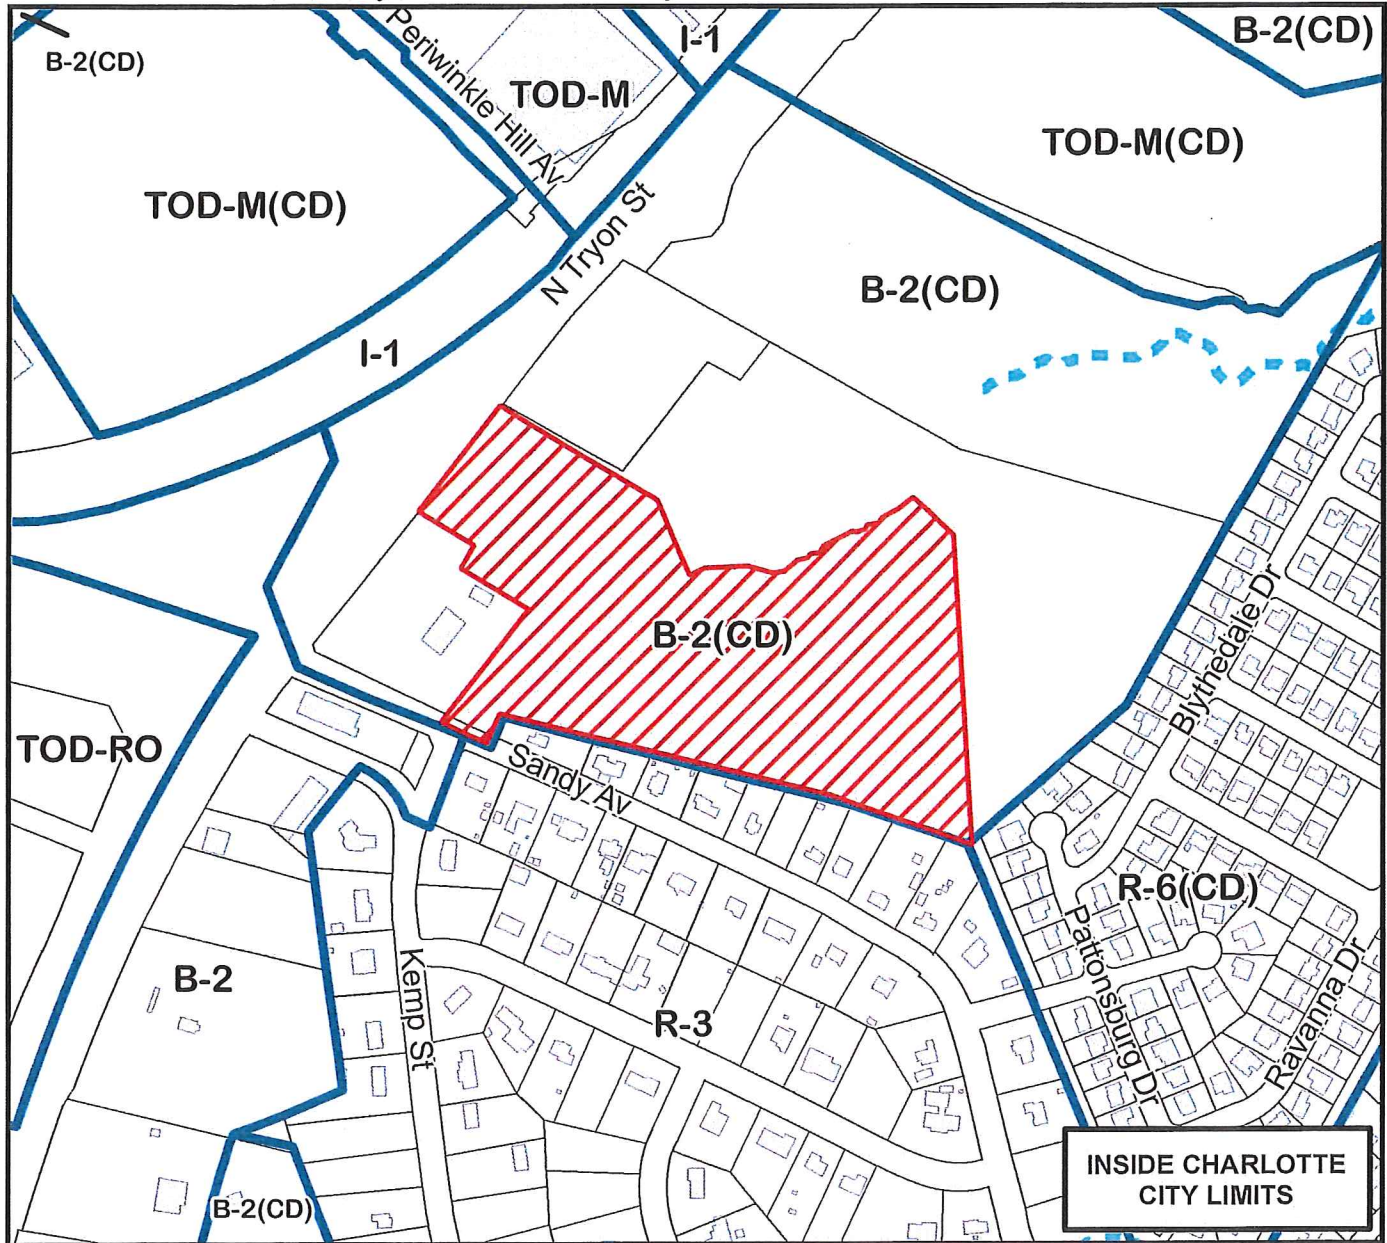 B-2(CD)
Periwinkle Hill Av
I-1
B-2(CD)
TOD-M
TOD-M(CD)
TOD-M(CD)
N Tryon St
B-2(CD)
I-1
B-2(CD)
Blythedale Dr
TOD-RO
Sandy Av
R-6(CD)
B-2
Kemp St
R-3
Pattonsburg Dr
Ravanna Dr
INSIDE CHARLOTTE
CITY LIMITS
B-2(CD)